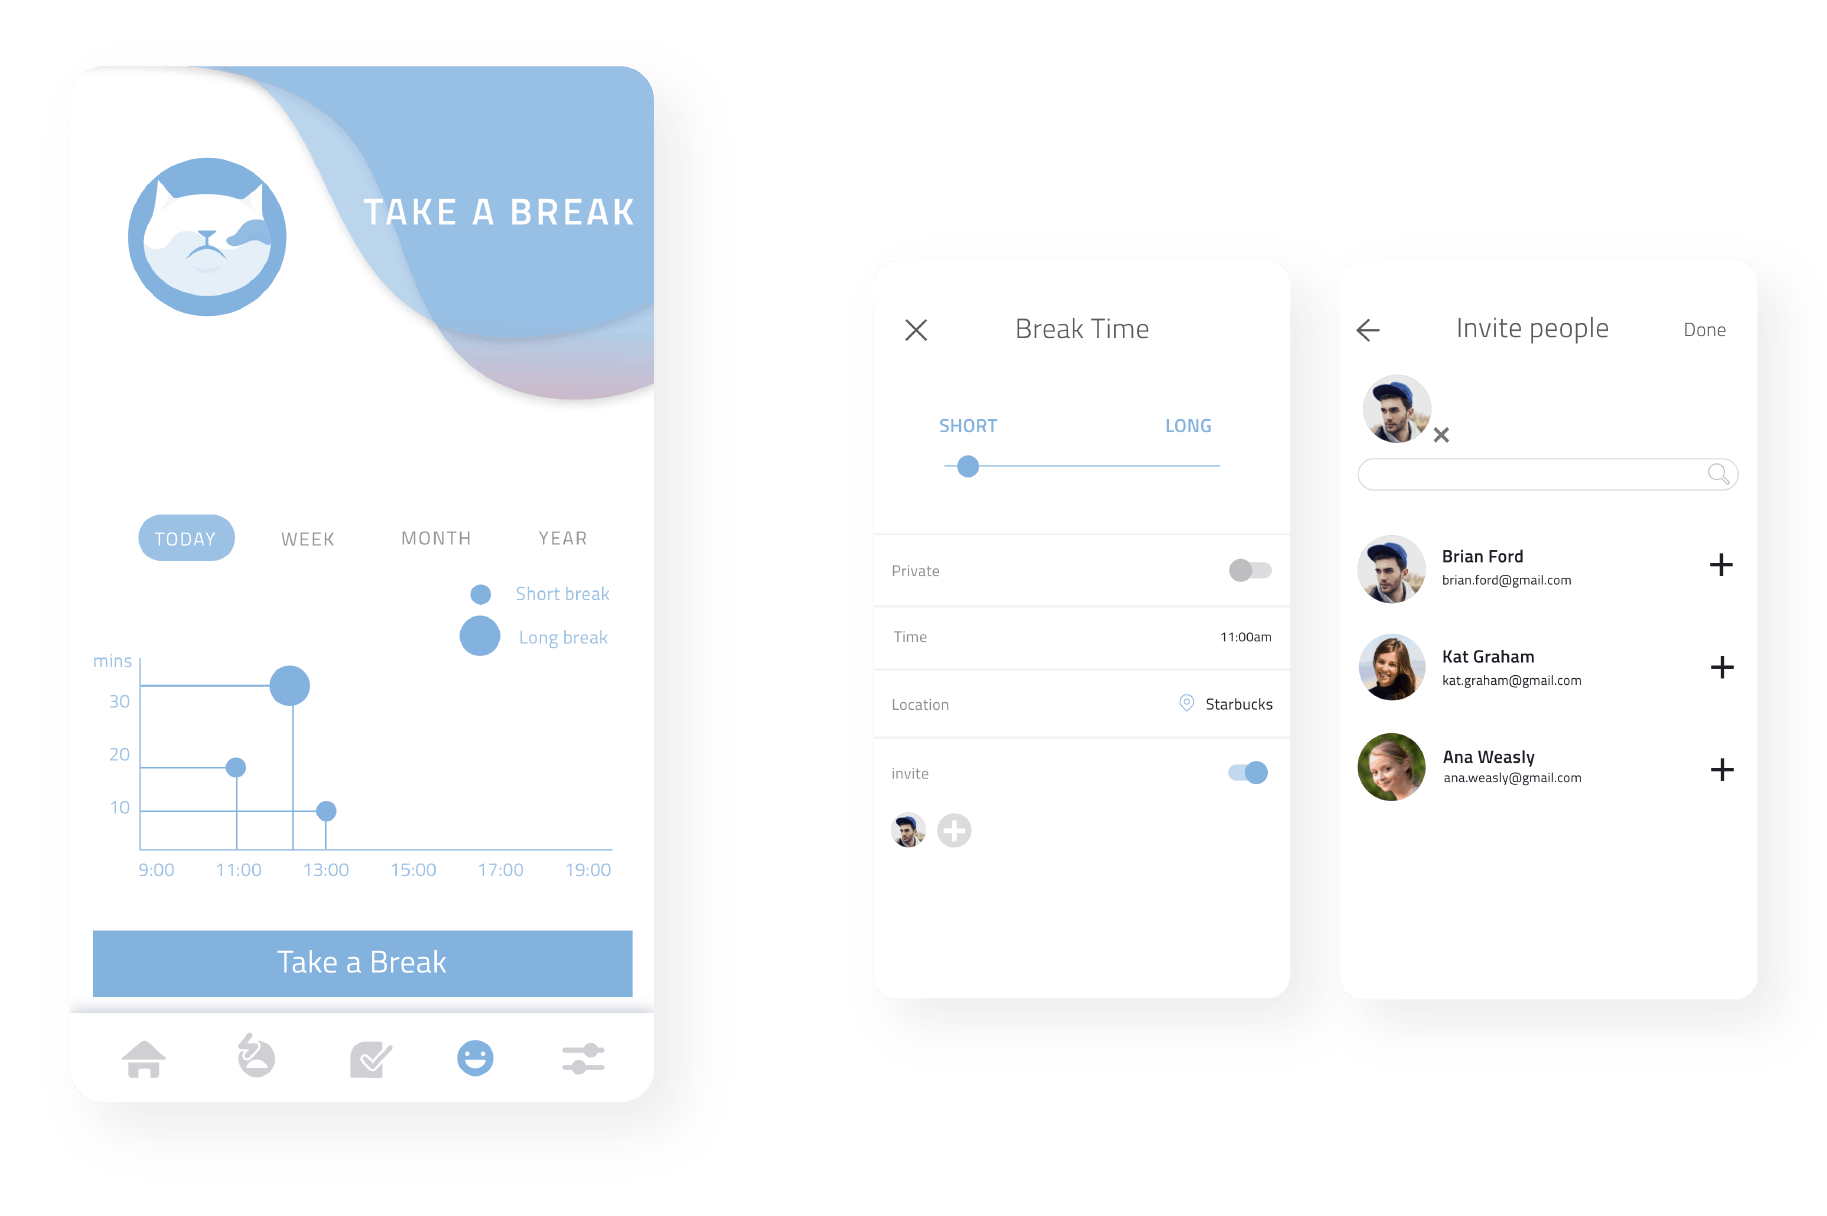 TAKE A BREAK
TODAY WEEK MONTH YEAR
Short break
Long break
mins
30
20
10
9:00 11:00 13:00 15:00 17:00 19:00
Take a Break
Break Time
SHORT LONG
Private
Time 11:00am
Location Starbucks
invite
Invite people Done
Brian Ford
brian.ford@gmail.com
Kat Graham
kat.graham@gmail.com
Ana Weasly
ana.weasly@gmail.com